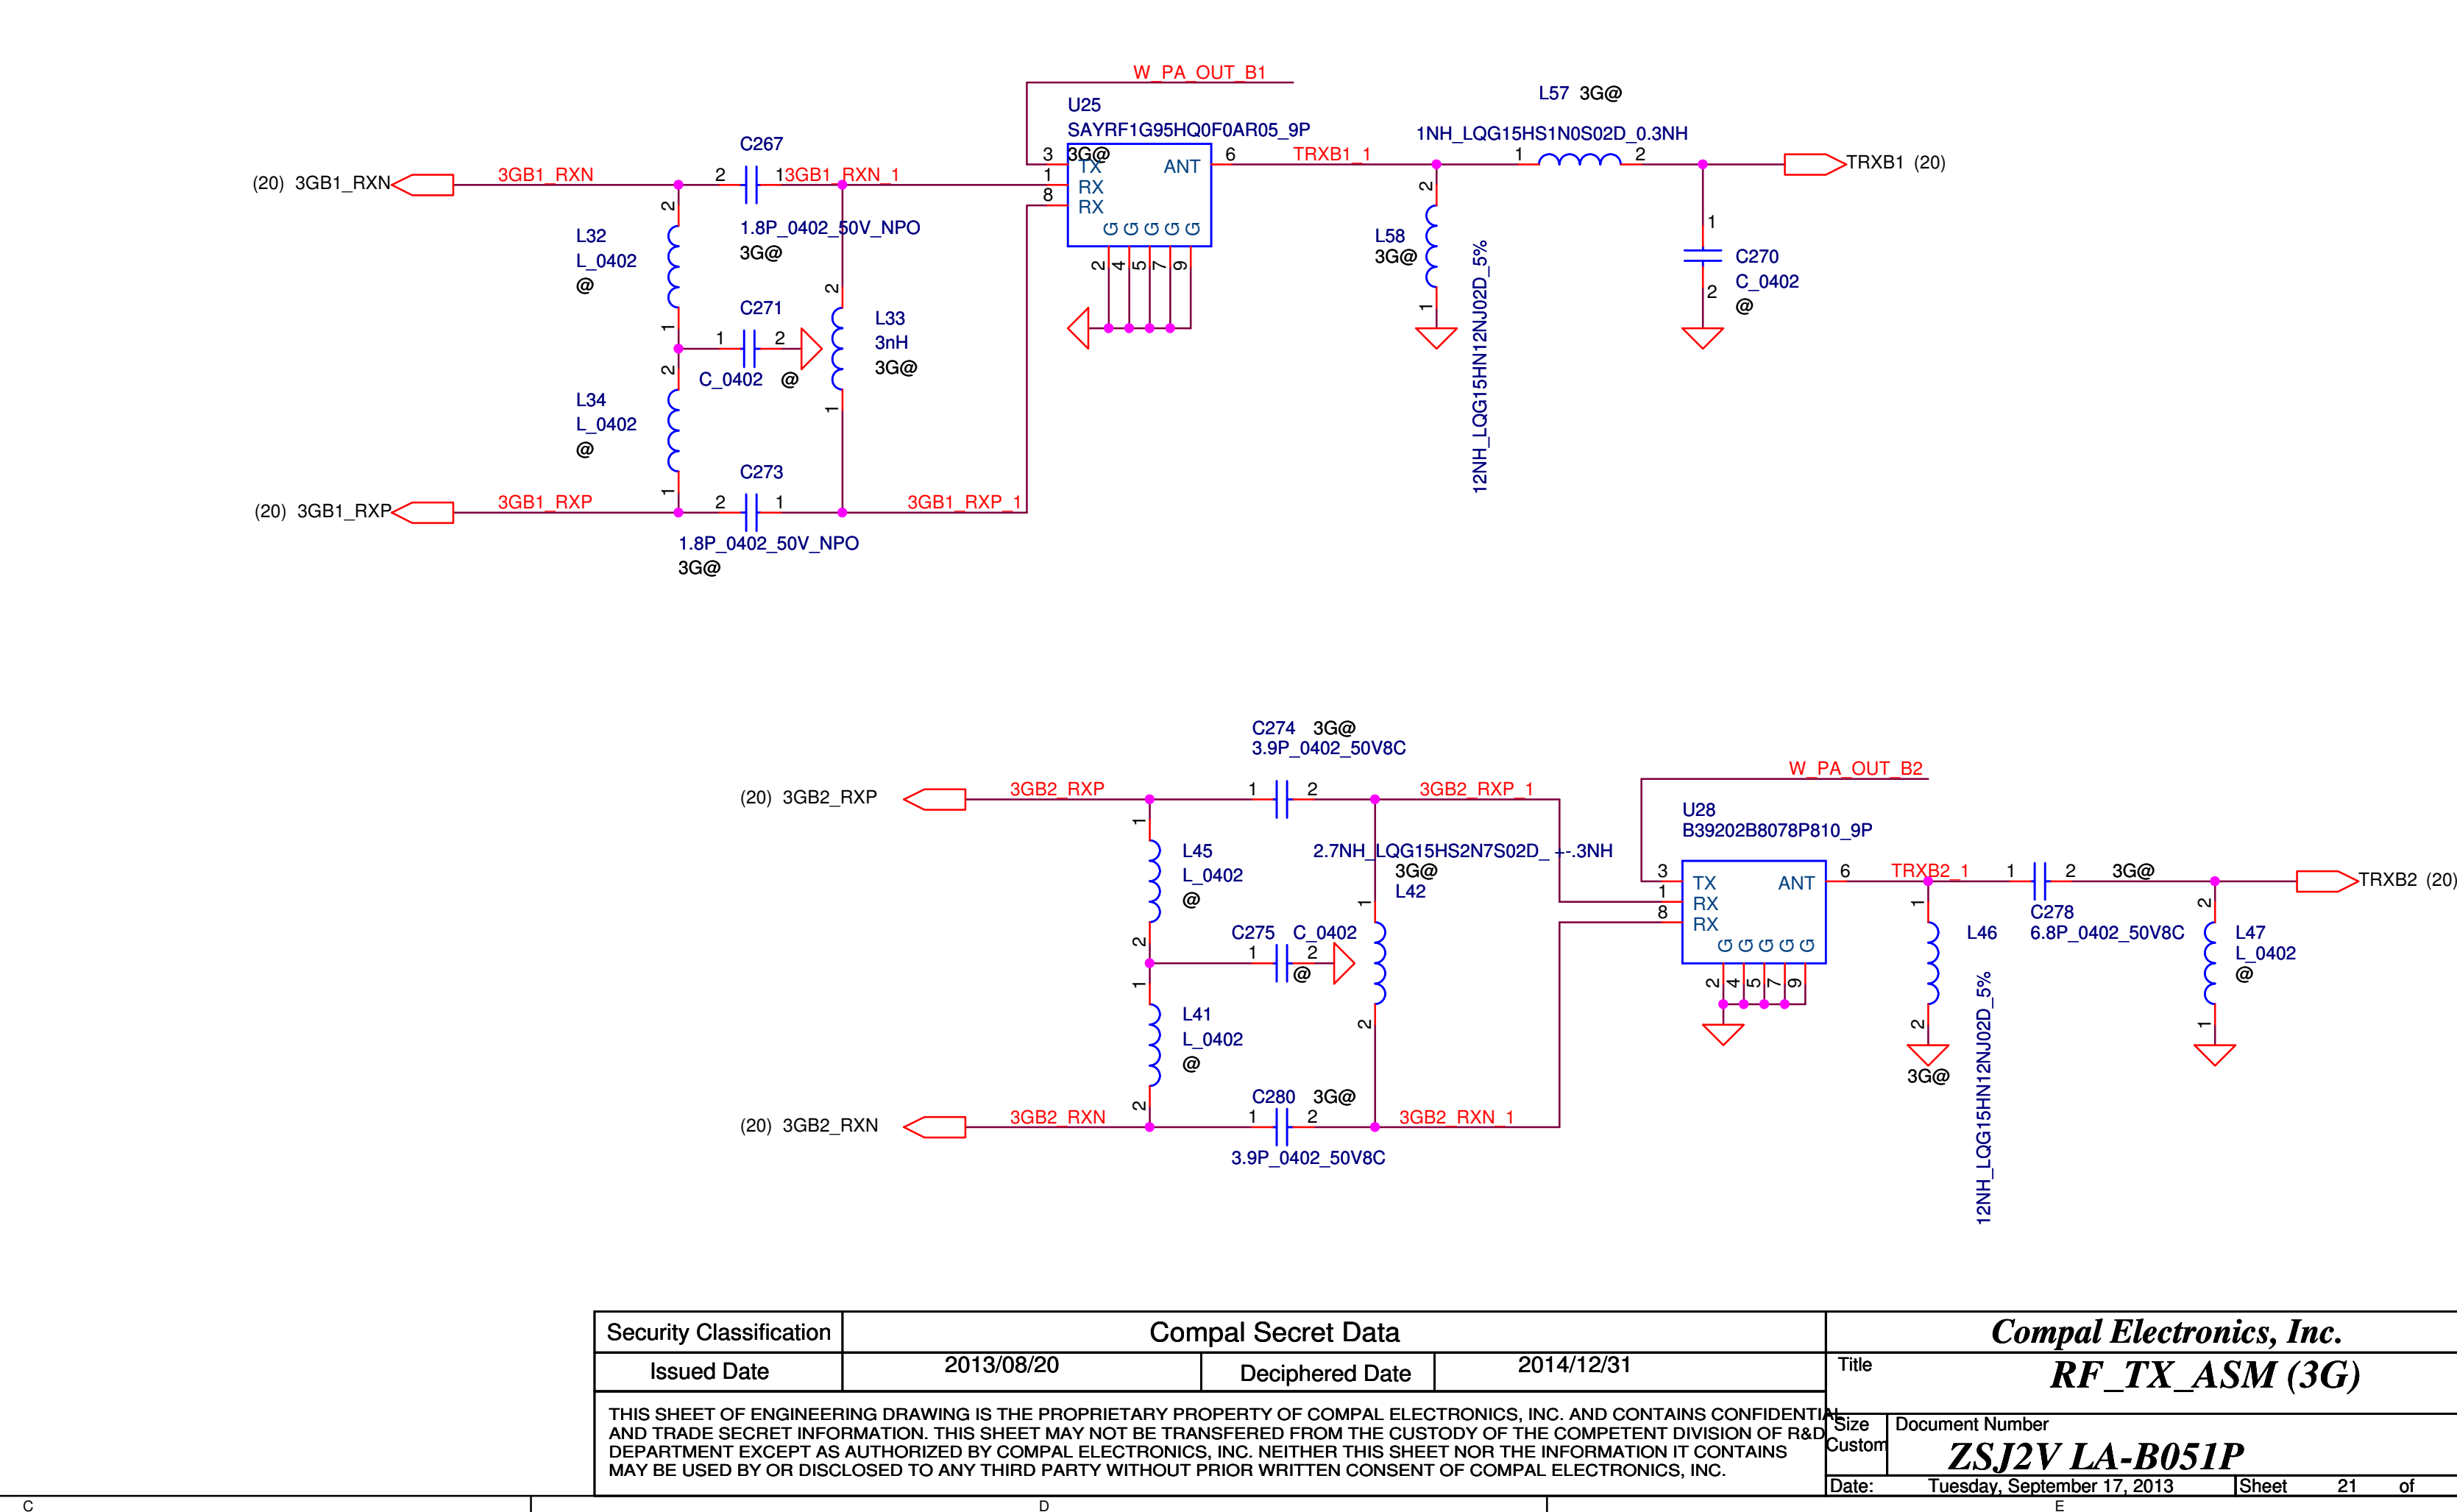 W_PA_OUT_B1
U25
SAYRF1G95HQ0F0AR05_9P
3G@
3 TX ANT 6
1 RX
8 RX
G G G G G
2 4 5 7 9
TRXB1_1
L57 3G@
1NH_LQG15HS1N0S02D_0.3NH
1 2
TRXB1 (20)
2
L58
3G@
1
12NH_LQG15HN12NJ02D_5%
1
C270
C_0402
@
2
(20) 3GB1_RXN
3GB1_RXN
C267
2 1
3GB1_RXN_1
1.8P_0402_50V_NPO
3G@
2
L32
L_0402
@
1
C271
1 2
C_0402 @
2
L33
3nH
3G@
1
2
L34
L_0402
@
1
C273
(20) 3GB1_RXP
3GB1_RXP
2 1
3GB1_RXP_1
1.8P_0402_50V_NPO
3G@
C274 3G@
3.9P_0402_50V8C
(20) 3GB2_RXP
3GB2_RXP
1 2
3GB2_RXP_1
1
L45
L_0402
@
2
2.7NH_LQG15HS2N7S02D_ +-.3NH
3G@
L42
1
2
C275 C_0402
1 2
@
1
L41
L_0402
@
2
C280 3G@
(20) 3GB2_RXN
3GB2_RXN
1 2
3GB2_RXN_1
3.9P_0402_50V8C
W_PA_OUT_B2
U28
B39202B8078P810_9P
3 TX ANT 6
1 RX
8 RX
G G G G G
2 4 5 7 9
TRXB2_1
1 2 3G@
C278
6.8P_0402_50V8C
TRXB2 (20)
1
L46
2
3G@
12NH_LQG15HN12NJ02D_5%
2
L47
L_0402
@
1
Security Classification
Compal Secret Data
Issued Date
2013/08/20
Deciphered Date
2014/12/31
THIS SHEET OF ENGINEERING DRAWING IS THE PROPRIETARY PROPERTY OF COMPAL ELECTRONICS, INC. AND CONTAINS CONFIDENTIAL
AND TRADE SECRET INFORMATION. THIS SHEET MAY NOT BE TRANSFERED FROM THE CUSTODY OF THE COMPETENT DIVISION OF R&D
DEPARTMENT EXCEPT AS AUTHORIZED BY COMPAL ELECTRONICS, INC. NEITHER THIS SHEET NOR THE INFORMATION IT CONTAINS
MAY BE USED BY OR DISCLOSED TO ANY THIRD PARTY WITHOUT PRIOR WRITTEN CONSENT OF COMPAL ELECTRONICS, INC.
Compal Electronics, Inc.
Title
RF_TX_ASM (3G)
Size
Custom
Document Number
ZSJ2V LA-B051P
Date:
Tuesday, September 17, 2013
Sheet 21 of
C D E